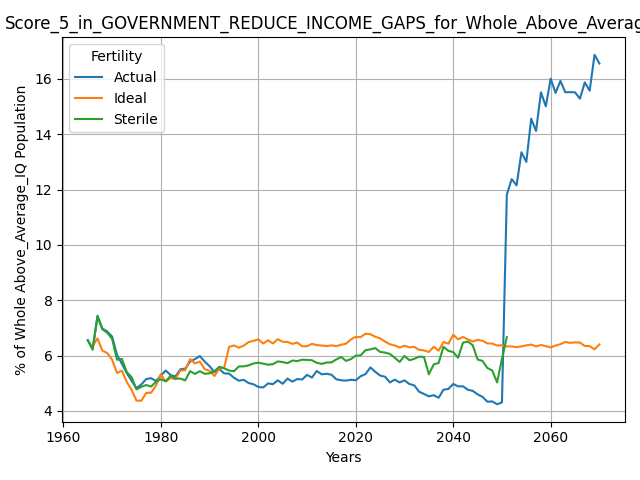 Score_5_in_GOVERNMENT_REDUCE_INCOME_GAPS_for_Whole_Above_Averag
Fertility
Actual
Ideal
Sterile
% of Whole Above_Average_IQ Population
16
14
12
10
8
6
4
1960 1980 2000 2020 2040 2060
Years